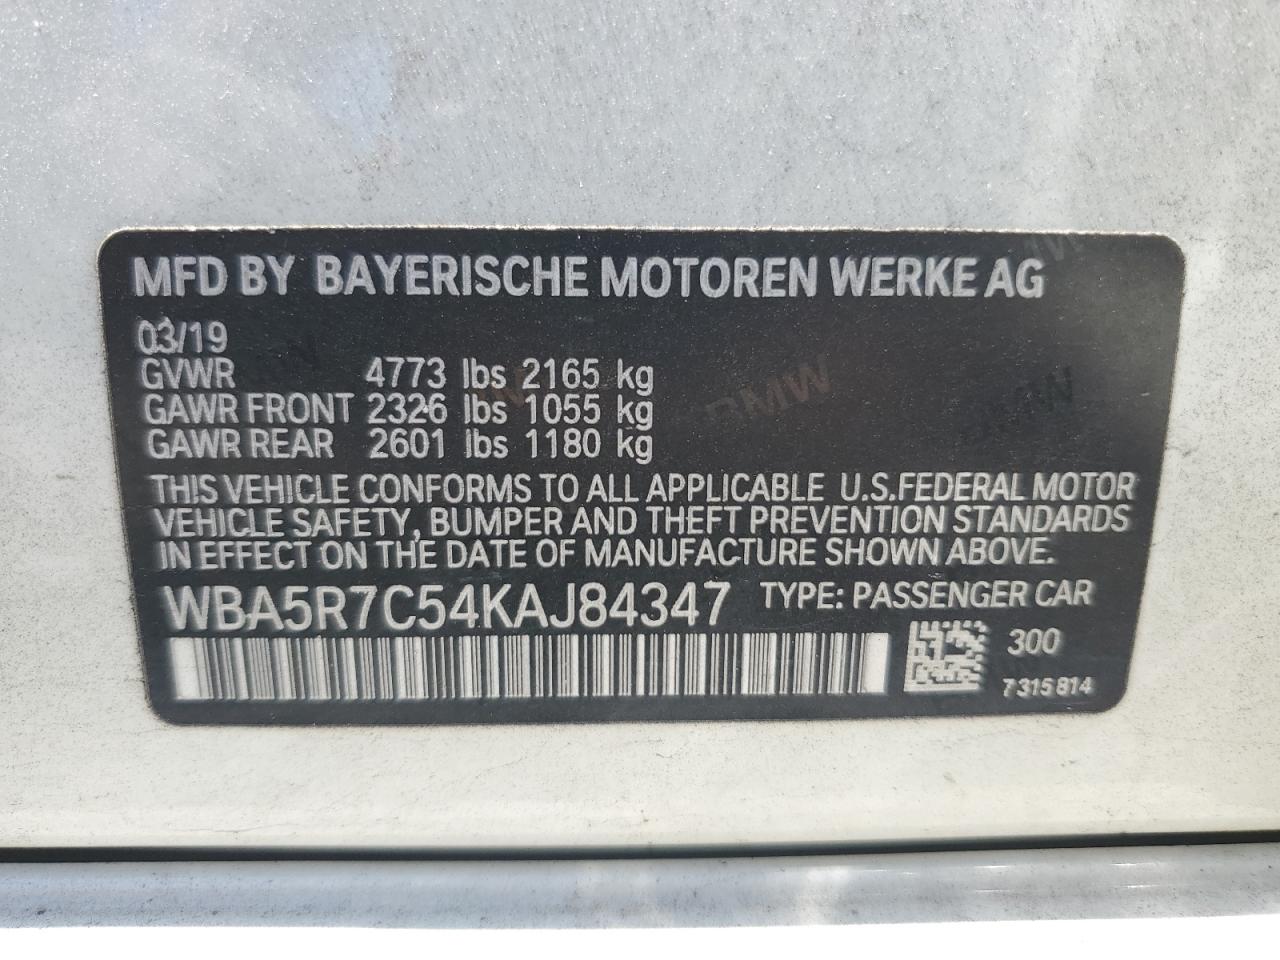 MFD BY BAYERISCHE MOTOREN WERKE AG
03/19
GVWR 4773 lbs 2165 kg
GAWR FRONT 2326 lbs 1055 kg
GAWR REAR 2601 lbs 1180 kg
THIS VEHICLE CONFORMS TO ALL APPLICABLE U.S.FEDERAL MOTOR
VEHICLE SAFETY, BUMPER AND THEFT PREVENTION STANDARDS
IN EFFECT ON THE DATE OF MANUFACTURE SHOWN ABOVE.
WBA5R7C54KAJ84347 TYPE: PASSENGER CAR
300
7315814
BMW
BMW